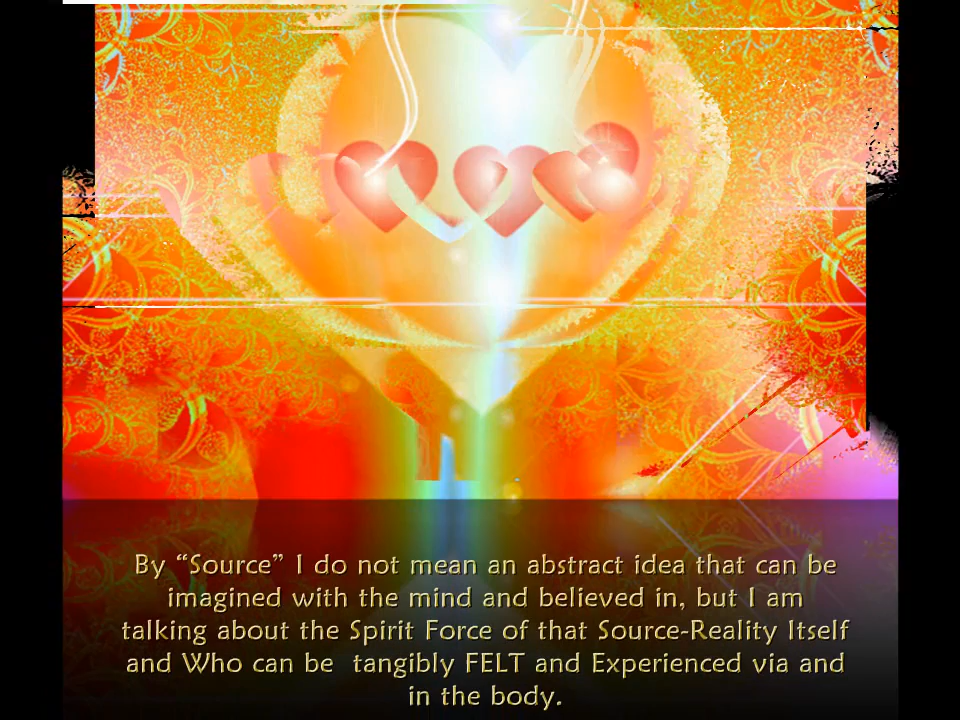 By “Source” I do not mean an abstract idea that can be
imagined with the mind and believed in, but I am
talking about the Spirit Force of that Source-Reality Itself
and Who can be  tangibly FELT and Experienced via and
in the body.